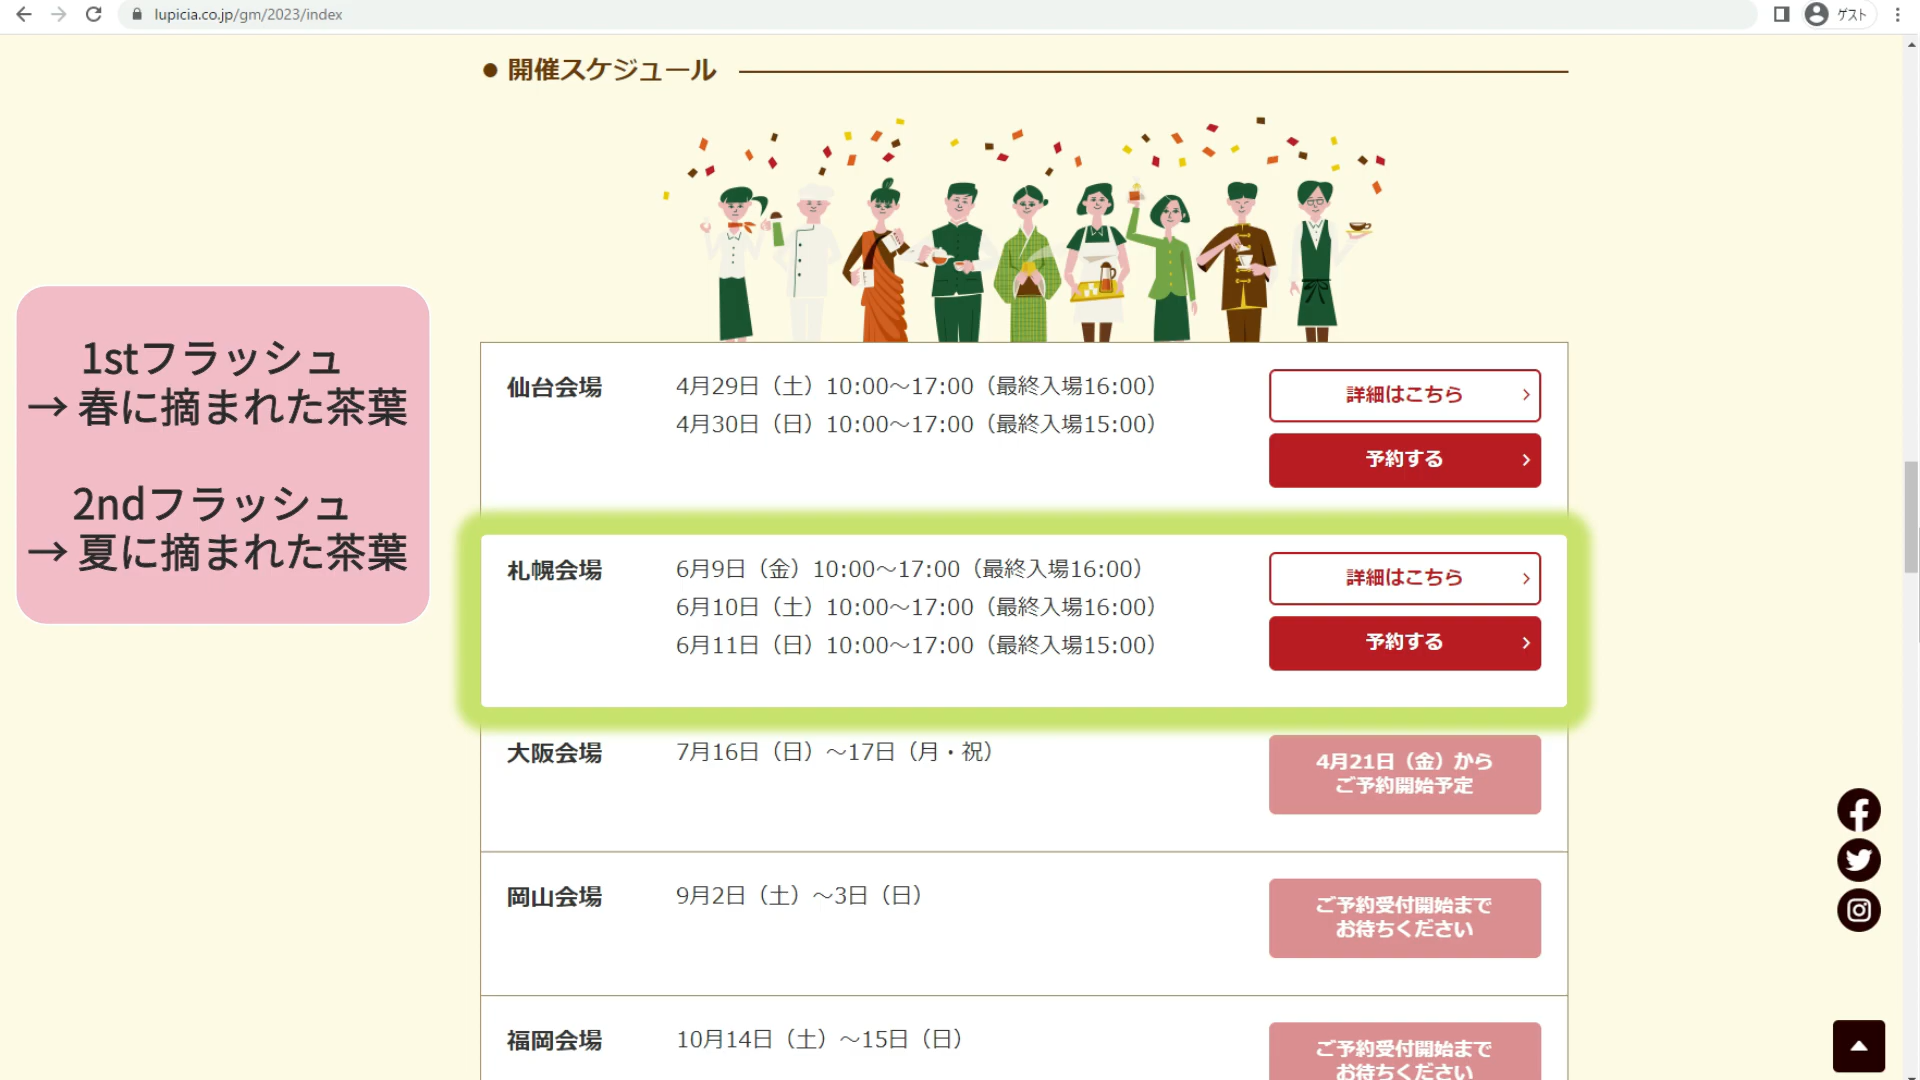 lupicia.co.jp/gm/2023/index
ゲスト
開催スケジュール
1stフラッシュ
→ 春に摘まれた茶葉
2ndフラッシュ
→ 夏に摘まれた茶葉
仙台会場
4月29日（土）10:00～17:00（最終入場16:00）
4月30日（日）10:00～17:00（最終入場15:00）
詳細はこちら
予約する
札幌会場
6月9日（金）10:00～17:00（最終入場16:00）
6月10日（土）10:00～17:00（最終入場16:00）
6月11日（日）10:00～17:00（最終入場15:00）
詳細はこちら
予約する
大阪会場
7月16日（日）～17日（月・祝）
4月21日（金）から
ご予約開始予定
岡山会場
9月2日（土）～3日（日）
ご予約受付開始まで
お待ちください
福岡会場
10月14日（土）～15日（日）
ご予約受付開始まで
お待ちください